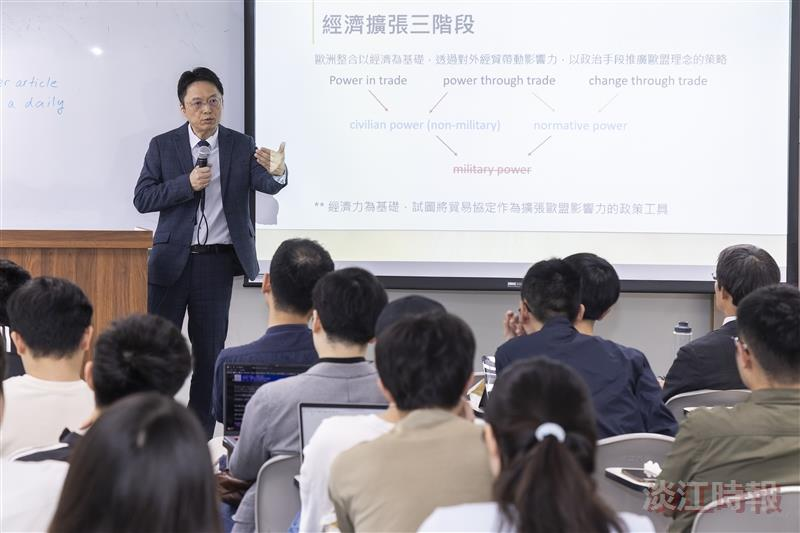 er article
a daily
經濟擴張三階段
歐洲整合以經濟為基礎，透過對外經貿帶動影響力，以政治手段推廣歐盟理念的策略
Power in trade power through trade change through trade
civilian power (non-military) normative power
military power
** 經濟力為基礎，試圖將貿易協定作為擴張歐盟影響力的政策工具
淡江時報